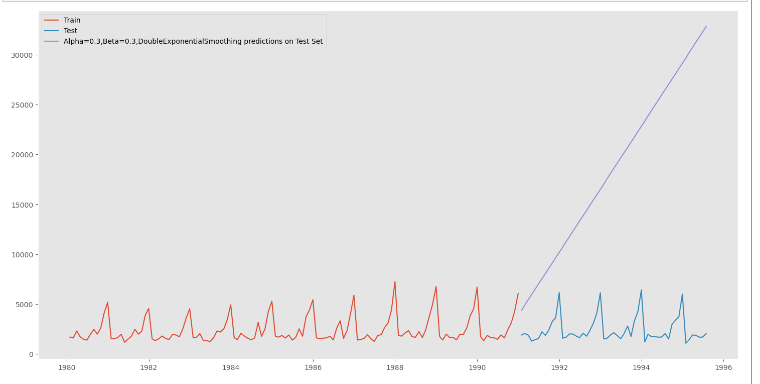 Train
Test
Alpha=0.3,Beta=0.3,DoubleExponentialSmoothing predictions on Test Set
30000
25000
20000
15000
10000
5000
0
1980 1982 1984 1986 1988 1990 1992 1994 1996